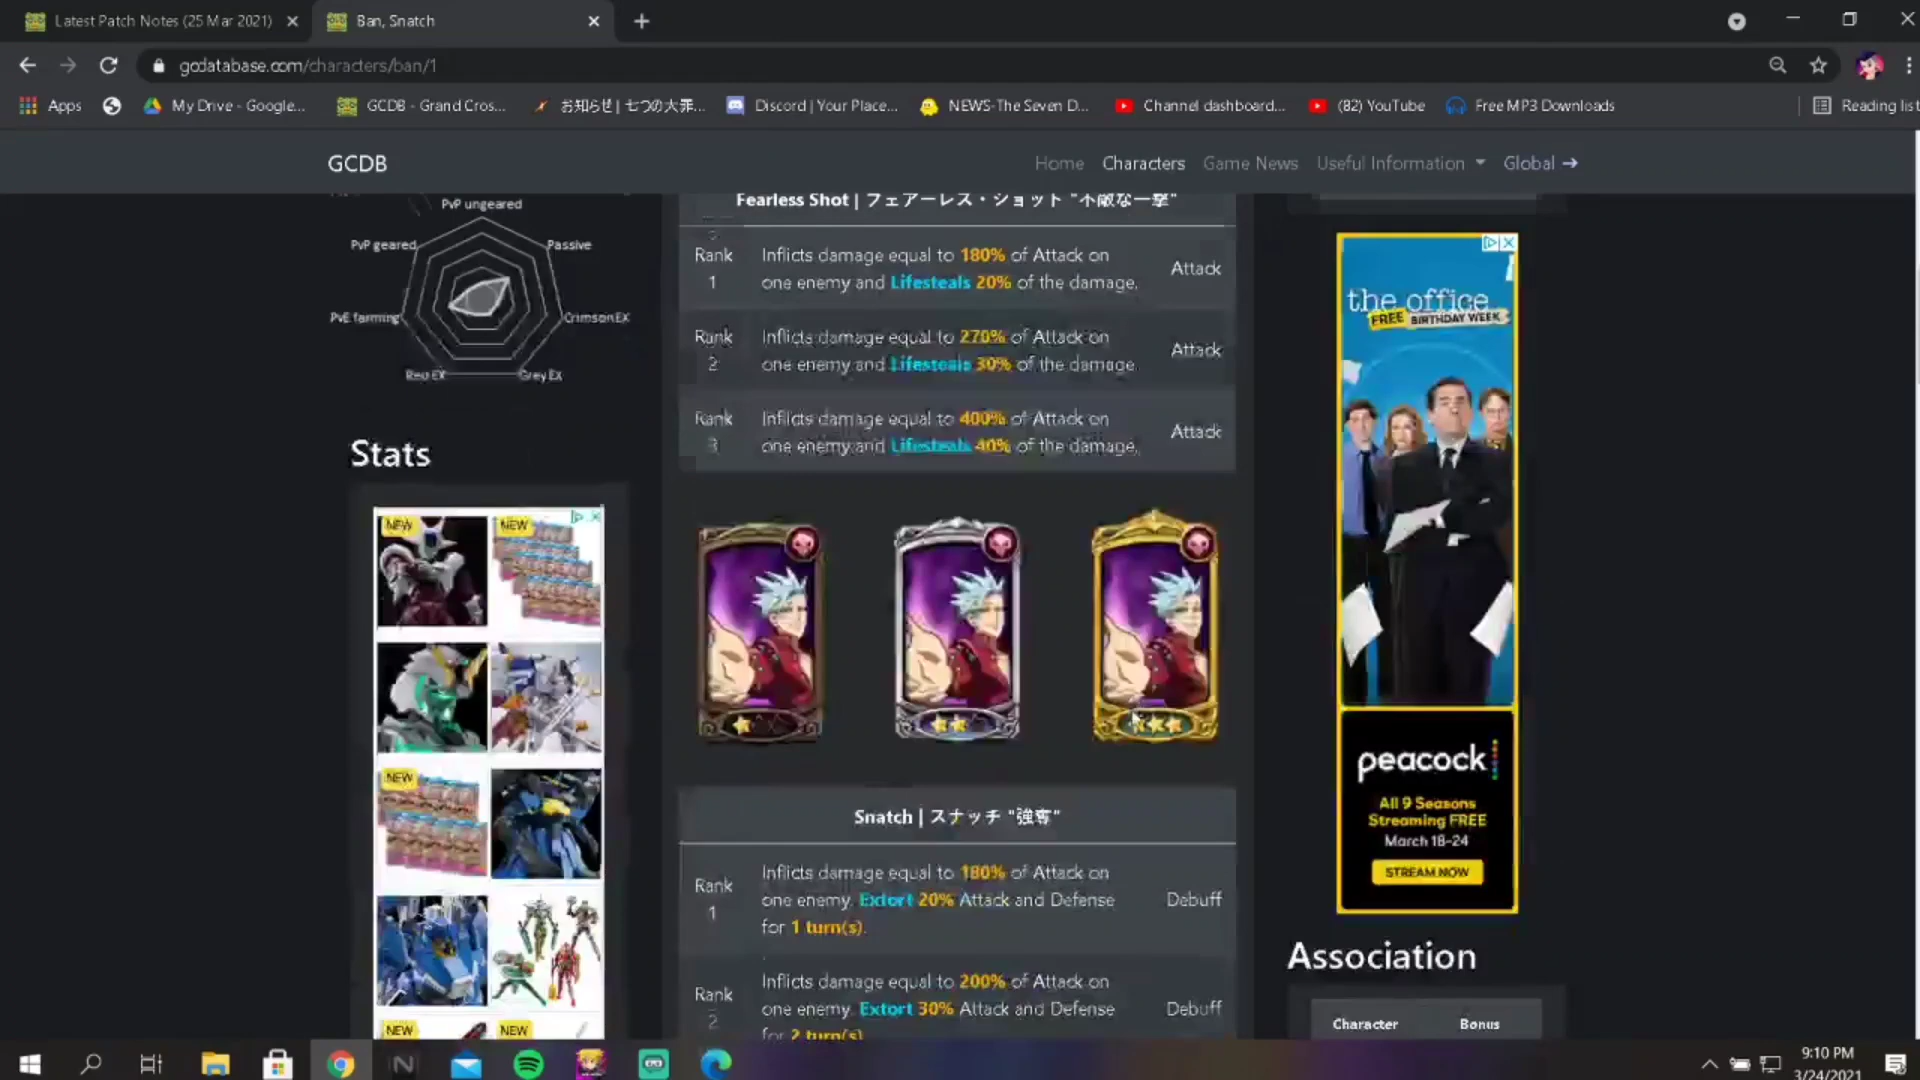 Latest Patch Notes (25 Mar 2021)
Ban, Snatch
gcdatabase.com/characters/ban/1
Apps
My Drive - Google...
GCDB - Grand Cros...
お知らせ | 七つの大罪...
Discord | Your Place...
NEWS-The Seven D...
Channel dashboard...
(82) YouTube
Free MP3 Downloads
Reading list
GCDB
Home
Characters
Game News
Useful Information
Global →
PvP ungeared
PvP geared
Passive
PvE farming
Crimson EX
Red EX
Grey EX
Stats
NEW
NEW
NEW
NEW
NEW
Fearless Shot | フェアーレス・ショット "不敵な一撃"
Rank 1
Inflicts damage equal to 180% of Attack on
one enemy and Lifesteals 20% of the damage.
Attack
Rank 2
Inflicts damage equal to 270% of Attack on
one enemy and Lifesteals 30% of the damage.
Attack
Rank 3
Inflicts damage equal to 400% of Attack on
one enemy and Lifesteals 40% of the damage.
Attack
Snatch | スナッチ "強奪"
Rank 1
Inflicts damage equal to 180% of Attack on
one enemy. Extort 20% Attack and Defense
for 1 turn(s).
Debuff
Rank 2
Inflicts damage equal to 200% of Attack on
one enemy. Extort 30% Attack and Defense
for 2 turn(s)
Debuff
the office
FREE BIRTHDAY WEEK
peacock
All 9 Seasons
Streaming FREE
March 18-24
STREAM NOW
Association
Character
Bonus
9:10 PM
3/24/2021